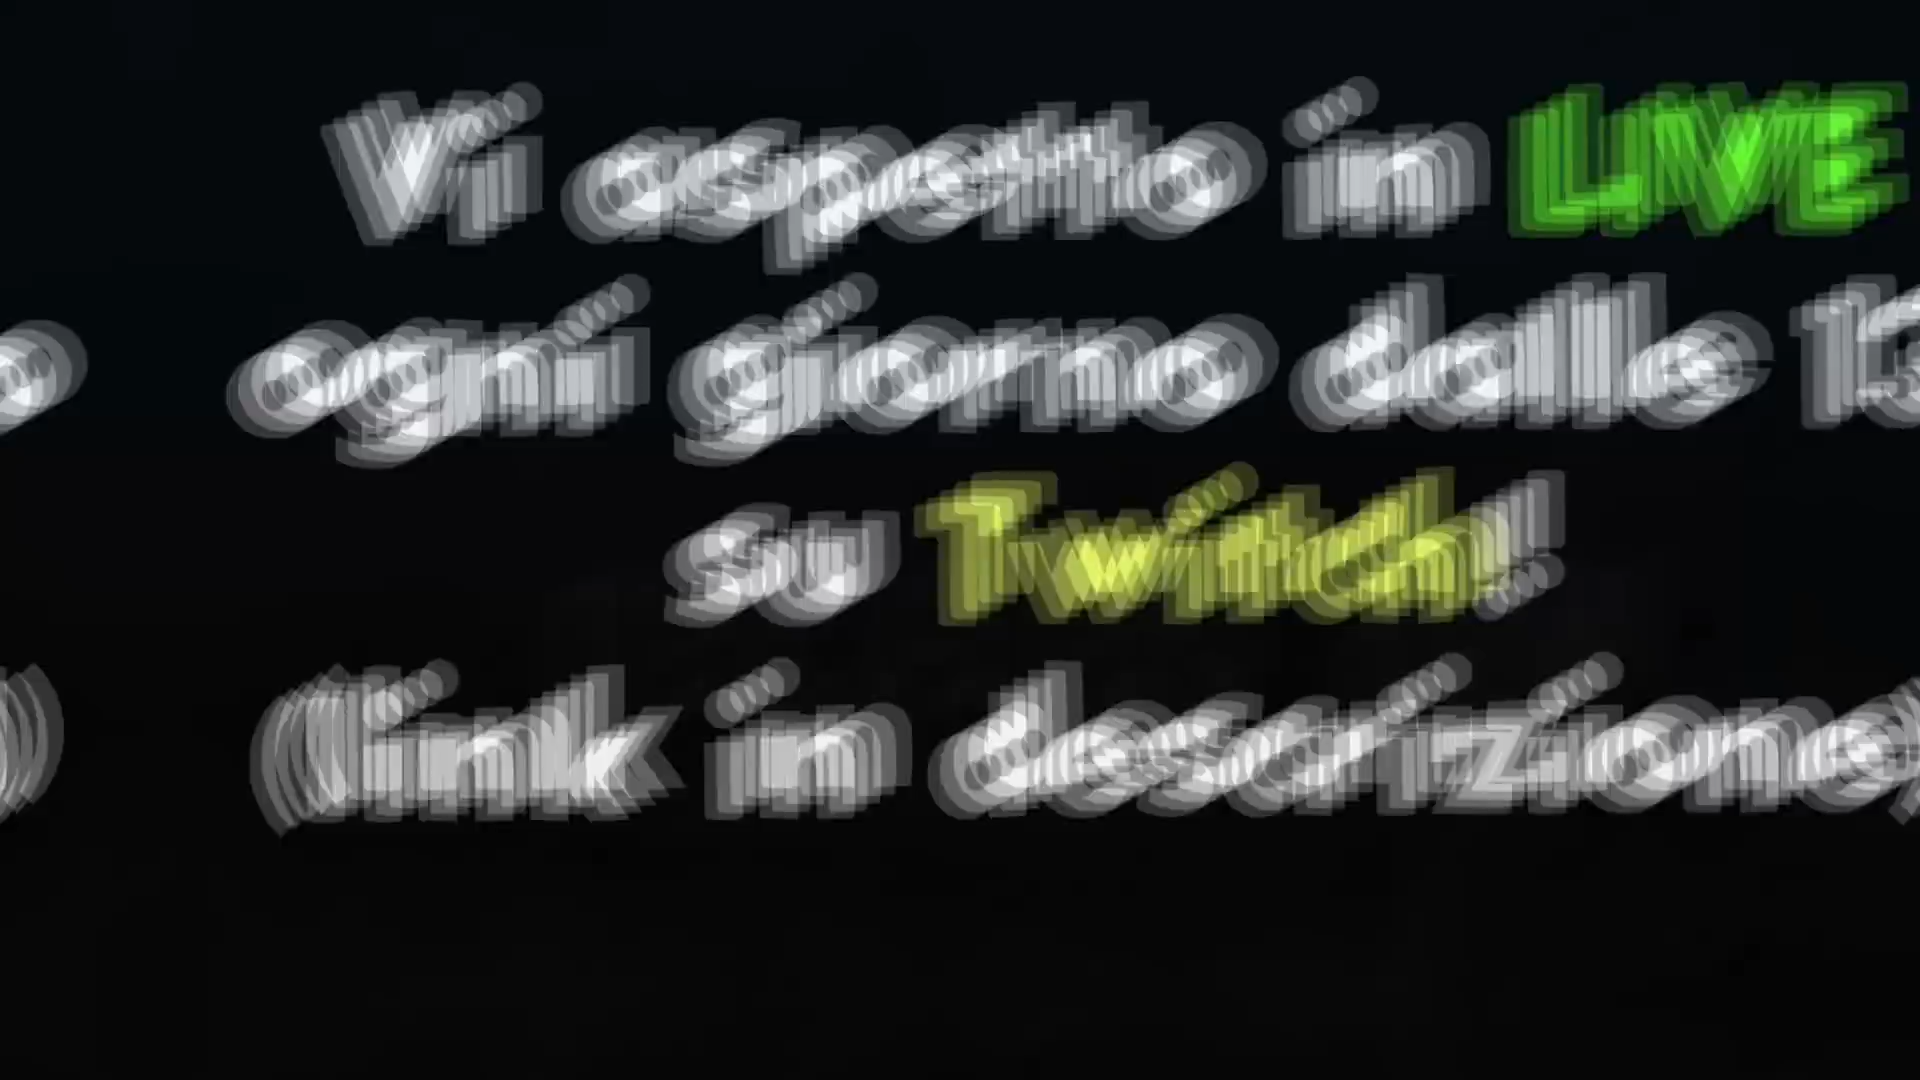 Vi aspetto in LIVE
ogni giorno dalle
su Twitch!
(link in descrizione)